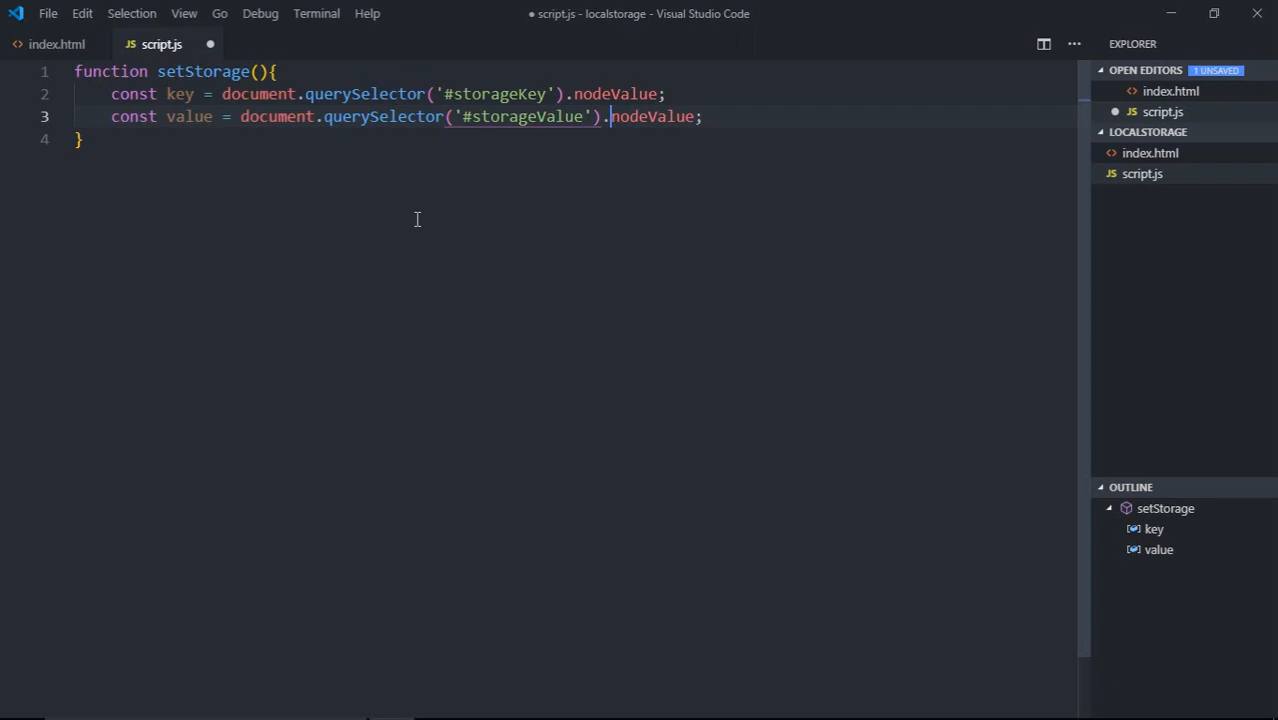 File Edit Selection View Go Debug Terminal Help
● script.js - localstorage - Visual Studio Code
index.html
JS script.js
EXPLORER
1 function setStorage(){
2 const key = document.querySelector('#storageKey').nodeValue;
3 const value = document.querySelector('#storageValue').nodeValue;
4 }
OPEN EDITORS 1 UNSAVED
index.html
JS script.js
LOCALSTORAGE
index.html
JS script.js
OUTLINE
setStorage
key
value